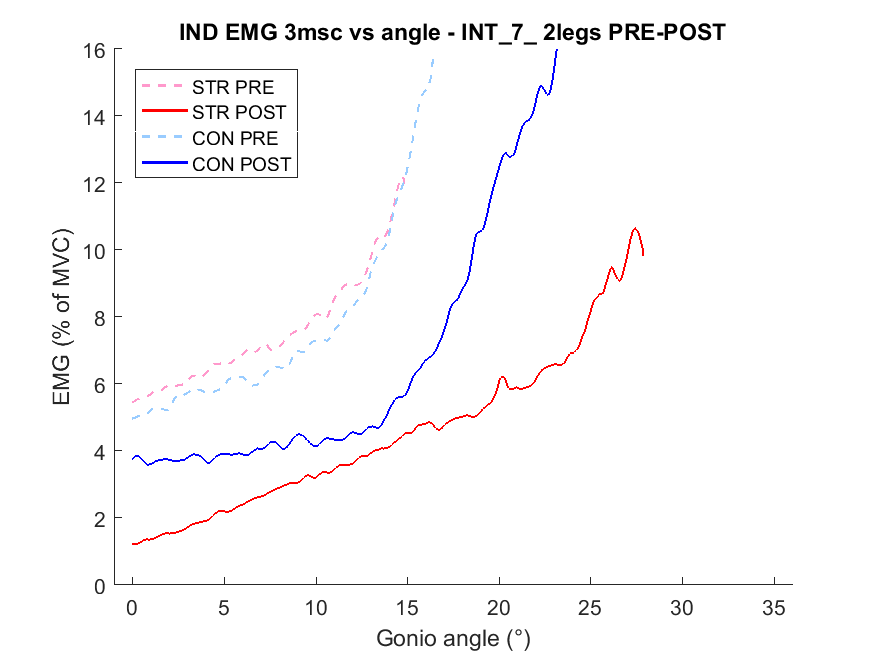 IND EMG 3msc vs angle - INT_7_ 2legs PRE-POST
STR PRE
STR POST
CON PRE
CON POST
EMG (% of MVC)
16
14
12
10
8
6
4
2
0
0 5 10 15 20 25 30 35
Gonio angle (°)